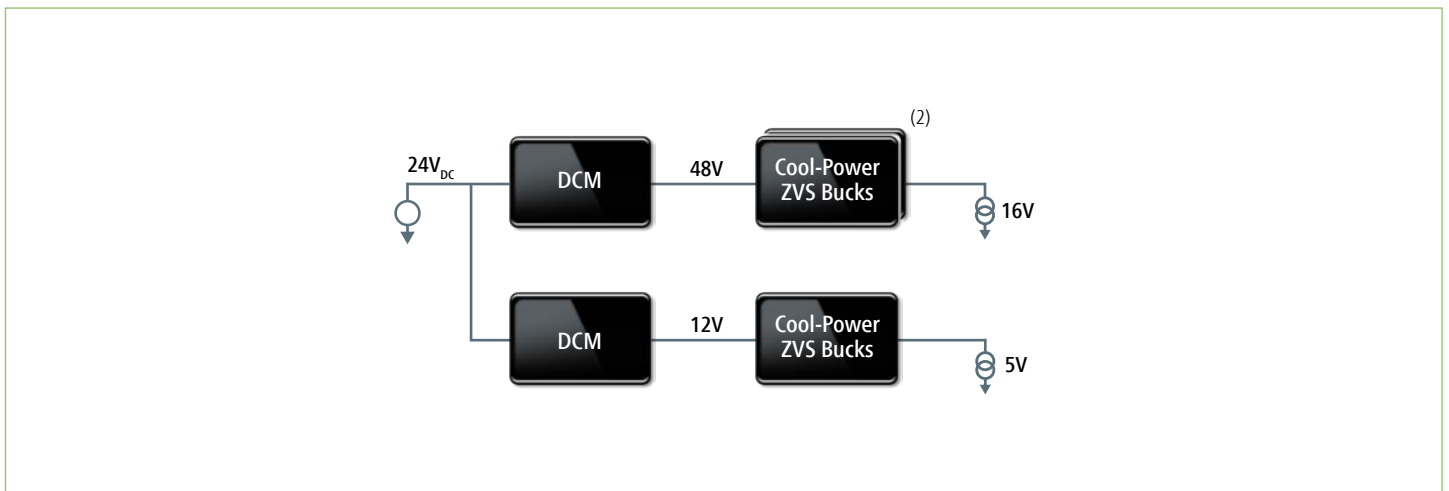 (2)
24V_DC
DCM
48V
Cool-Power
ZVS Bucks
16V
DCM
12V
Cool-Power
ZVS Bucks
5V